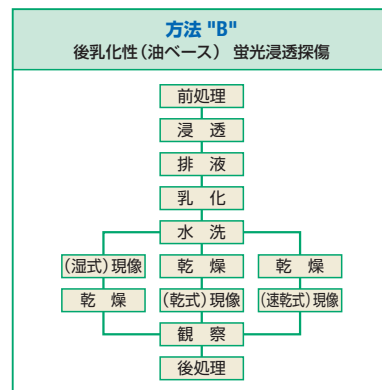 方法 "B"
後乳化性(油ベース) 蛍光浸透探傷
前処理
浸 透
排 液
乳 化
水 洗
(湿式)現像 乾 燥 乾 燥
乾 燥 (乾式)現像 (速乾式)現像
観 察
後処理